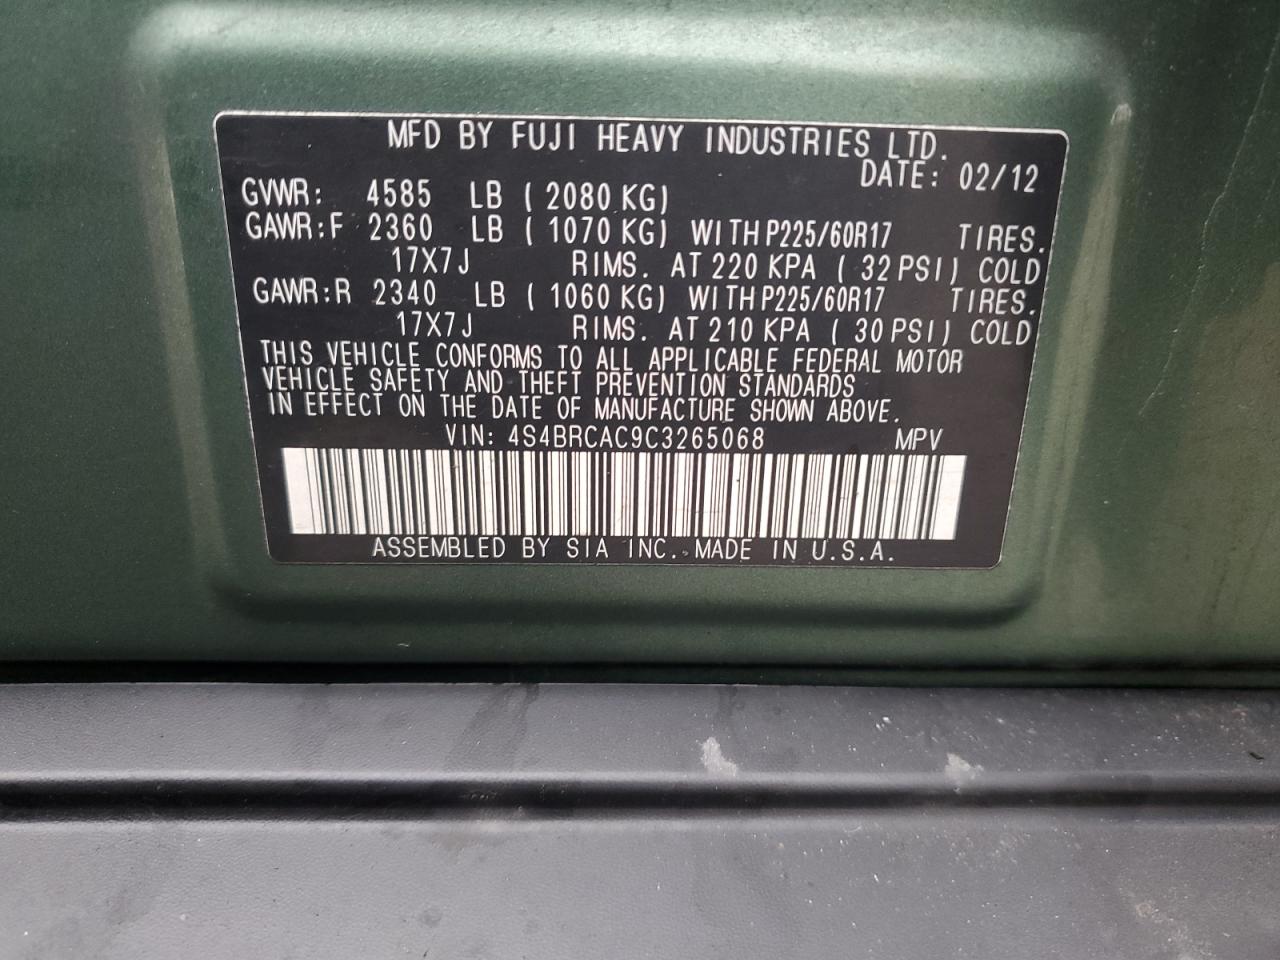 MFD BY FUJI HEAVY INDUSTRIES LTD.
DATE: 02/12
GVWR: 4585 LB ( 2080 KG)
GAWR:F 2360 LB ( 1070 KG) WITH P225/60R17 TIRES.
17X7J RIMS. AT 220 KPA ( 32 PSI) COLD
GAWR:R 2340 LB ( 1060 KG) WITH P225/60R17 TIRES.
17X7J RIMS. AT 210 KPA ( 30 PSI) COLD
THIS VEHICLE CONFORMS TO ALL APPLICABLE FEDERAL MOTOR
VEHICLE SAFETY AND THEFT PREVENTION STANDARDS
IN EFFECT ON THE DATE OF MANUFACTURE SHOWN ABOVE.
VIN: 4S4BRCAC9C3265068 MPV
ASSEMBLED BY SIA INC. MADE IN U.S.A.